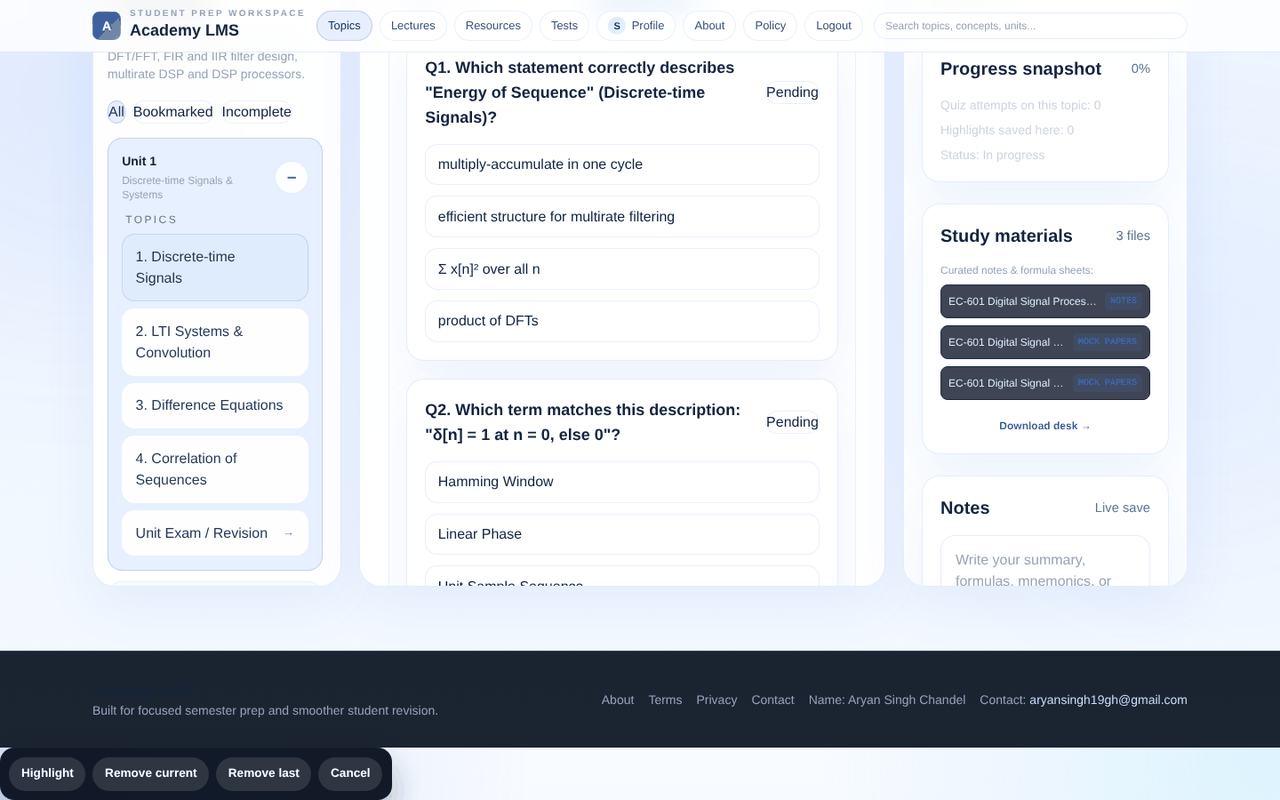 STUDENT PREP WORKSPACE
Academy LMS
Topics
Lectures
Resources
Tests
S Profile
About
Policy
Logout
Search topics, concepts, units...
DFT/FFT, FIR and IIR filter design,
multirate DSP and DSP processors.
All Bookmarked Incomplete
Unit 1
Discrete-time Signals &
Systems
−
TOPICS
1. Discrete-time
Signals
2. LTI Systems &
Convolution
3. Difference Equations
4. Correlation of
Sequences
Unit Exam / Revision →
Q1. Which statement correctly describes
"Energy of Sequence" (Discrete-time
Signals)?
Pending
multiply-accumulate in one cycle
efficient structure for multirate filtering
Σ x[n]² over all n
product of DFTs
Q2. Which term matches this description:
"δ[n] = 1 at n = 0, else 0"?
Pending
Hamming Window
Linear Phase
Unit Sample Sequence
Progress snapshot 0%
Quiz attempts on this topic: 0
Highlights saved here: 0
Status: In progress
Study materials 3 files
Curated notes & formula sheets:
EC-601 Digital Signal Proces... NOTES
EC-601 Digital Signal ... MOCK PAPERS
EC-601 Digital Signal ... MOCK PAPERS
Download desk →
Notes Live save
Write your summary,
formulas, mnemonics, or
Built for focused semester prep and smoother student revision.
About Terms Privacy Contact Name: Aryan Singh Chandel Contact: aryansingh19gh@gmail.com
Highlight Remove current Remove last Cancel